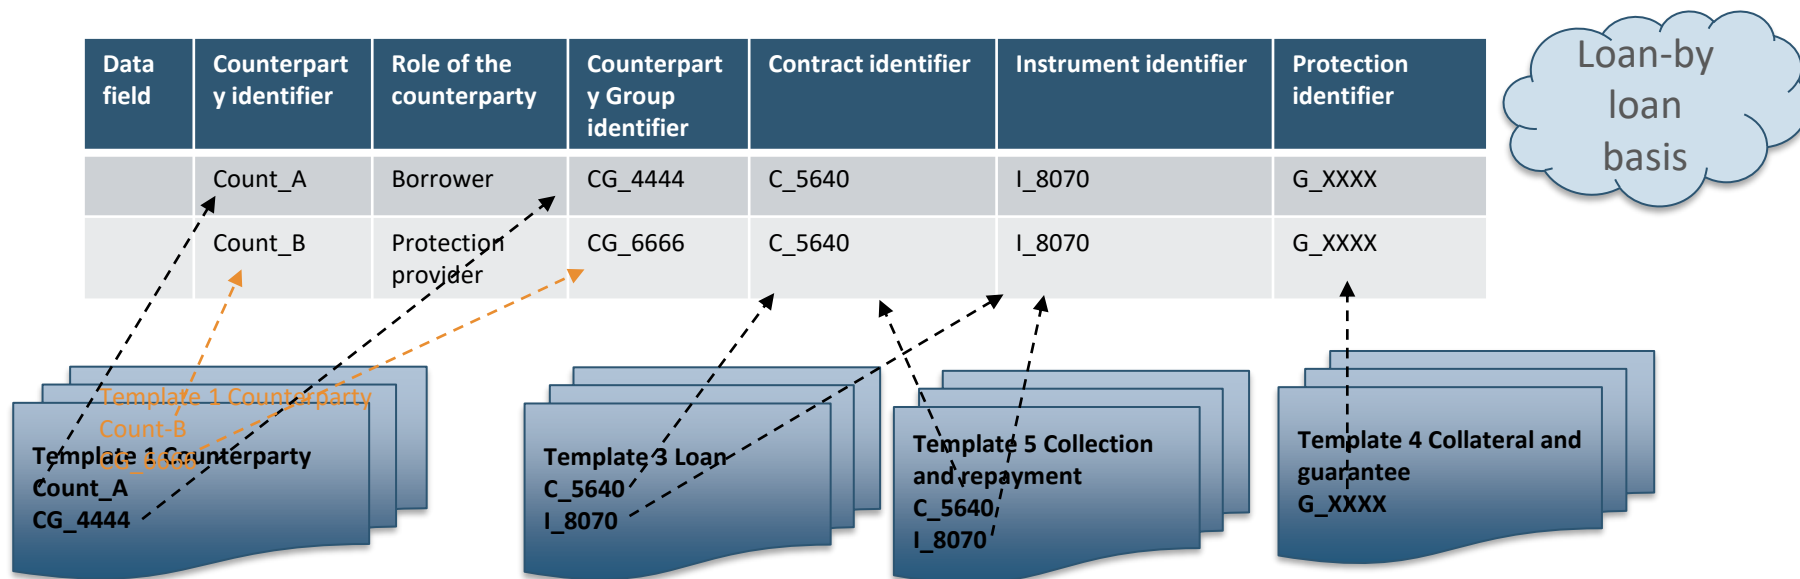 Data field
Counterpart
y identifier
Role of the
counterparty
Counterpart
y Group
identifier
Contract identifier
Instrument identifier
Protection
identifier
Loan-by
loan
basis
Count_A
Borrower
CG_4444
C_5640
I_8070
G_XXXX
Count_B
Protection
provider
CG_6666
C_5640
I_8070
G_XXXX
Template 1 Counterparty
Count-B
CG_6666
Template 1 Counterparty
Count_A
CG_4444
Template 3 Loan
C_5640
I_8070
Template 5 Collection
and repayment
C_5640
I_8070
Template 4 Collateral and
guarantee
G_XXXX